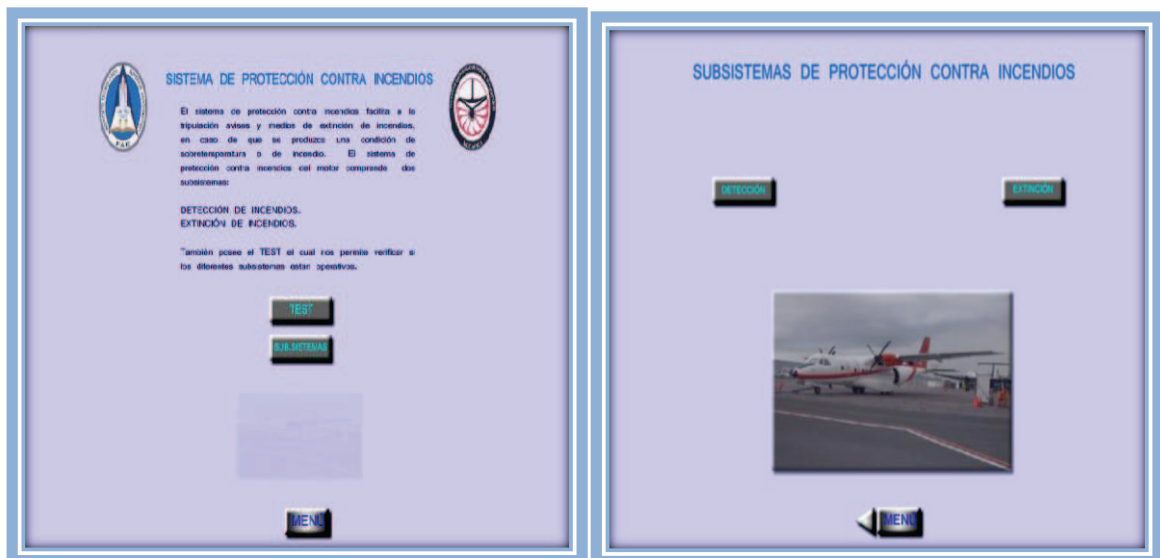 SISTEMA DE PROTECCIÓN CONTRA INCENDIOS
El sistema de protección contra incendios facilita a la
tripulación avisos y medios de extinción de incendios,
en caso de que se produzca una condición de
sobretemperatura o de incendio. El sistema de
protección contra incendios del motor comprende dos
subsistemas:
DETECCIÓN DE INCENDIOS.
EXTINCIÓN DE INCENDIOS.
También posee el TEST el cual nos permite verificar si
los diferentes subsistemas estan operativos.
TEST
SUBSISTEMAS
MENÚ
SUBSISTEMAS DE PROTECCIÓN CONTRA INCENDIOS
DETECCIÓN
EXTINCIÓN
MENÚ